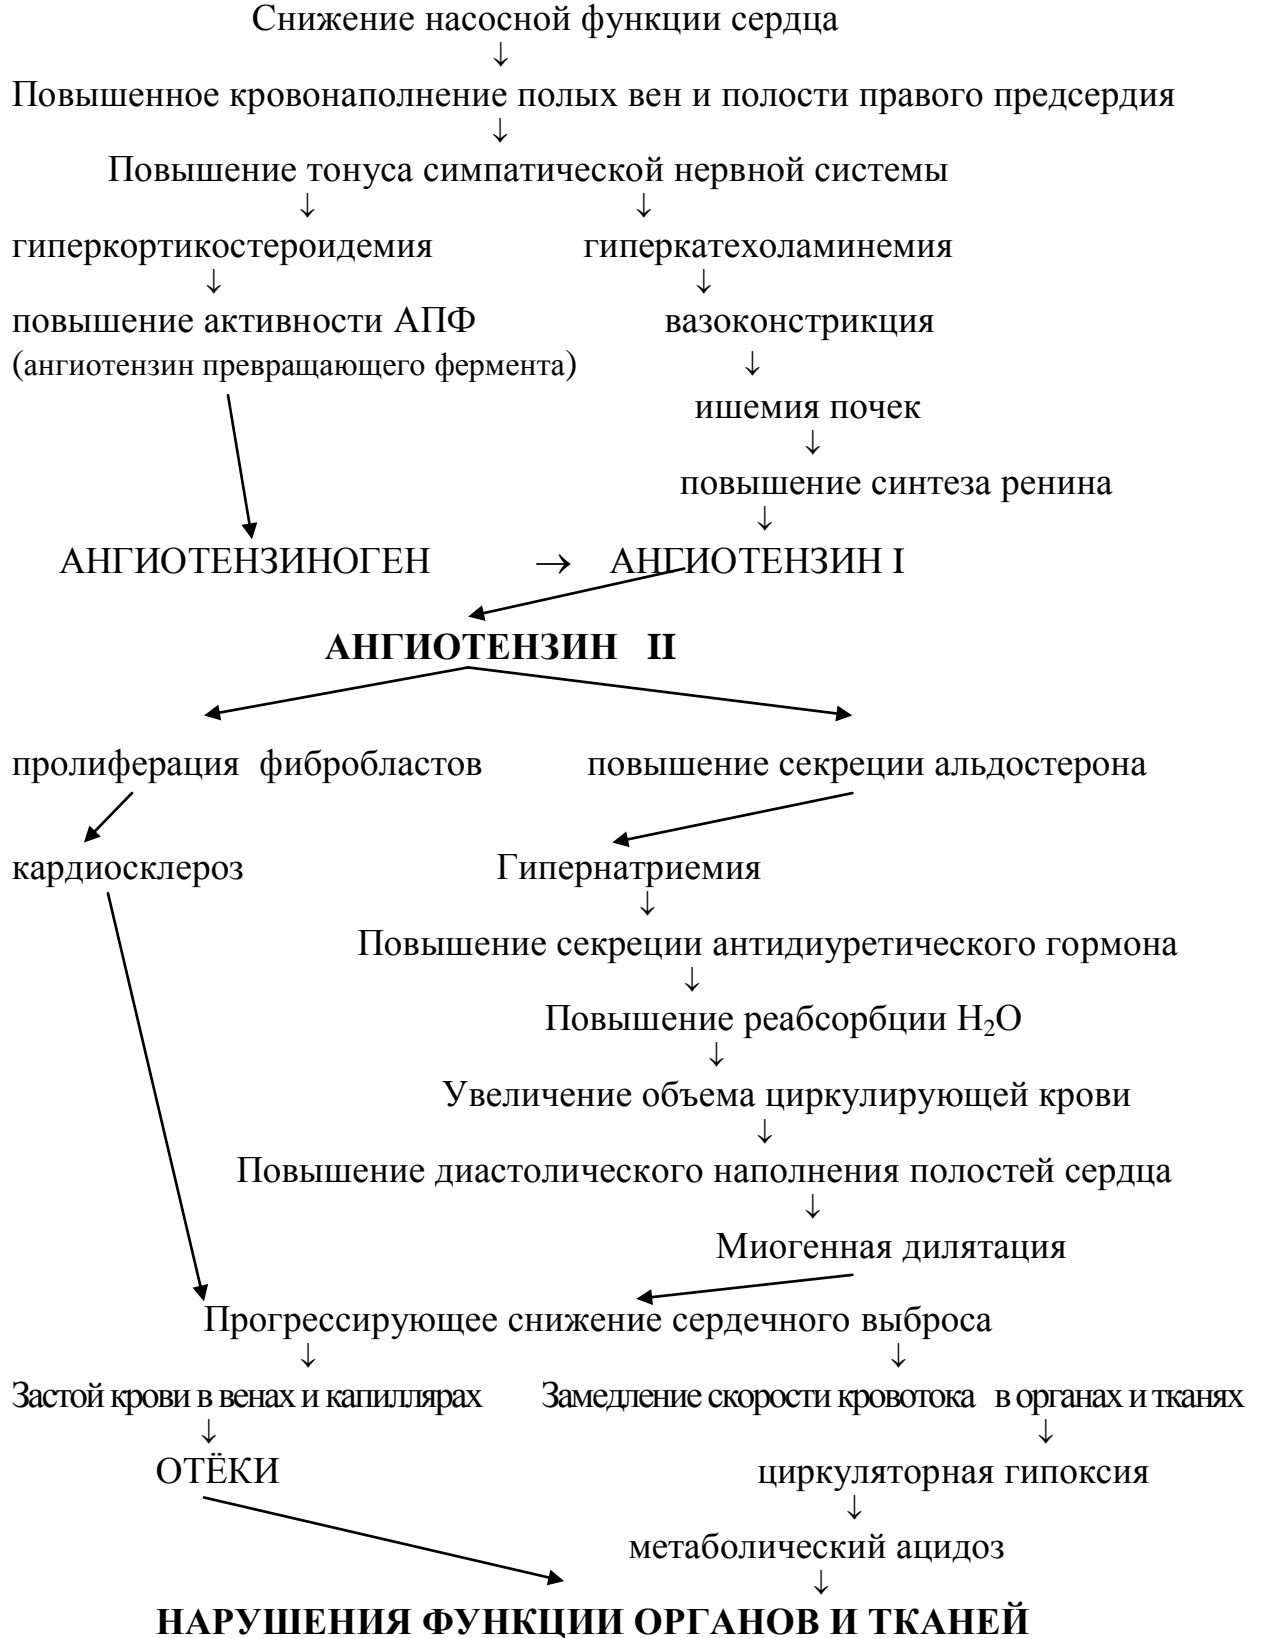 Снижение насосной функции сердца
↓
Повышенное кровонаполнение полых вен и полости правого предсердия
↓
Повышение тонуса симпатической нервной системы
↓ ↓
гиперкортикостероидемия гиперкатехоламинемия
↓ ↓
повышение активности АПФ вазоконстрикция
(ангиотензин превращающего фермента) ↓
ишемия почек
↓
повышение синтеза ренина
↓
АНГИОТЕНЗИНОГЕН → АНГИОТЕНЗИН I
АНГИОТЕНЗИН II
пролиферация фибробластов повышение секреции альдостерона
кардиосклероз Гипернатриемия
↓
Повышение секреции антидиуретического гормона
↓
Повышение реабсорбции H₂O
↓
Увеличение объема циркулирующей крови
↓
Повышение диастолического наполнения полостей сердца
↓
Миогенная дилятация
Прогрессирующее снижение сердечного выброса
↓ ↓
Застой крови в венах и капиллярах Замедление скорости кровотока в органах и тканях
↓ ↓
ОТЁКИ циркуляторная гипоксия
↓
метаболический ацидоз
↓
НАРУШЕНИЯ ФУНКЦИИ ОРГАНОВ И ТКАНЕЙ